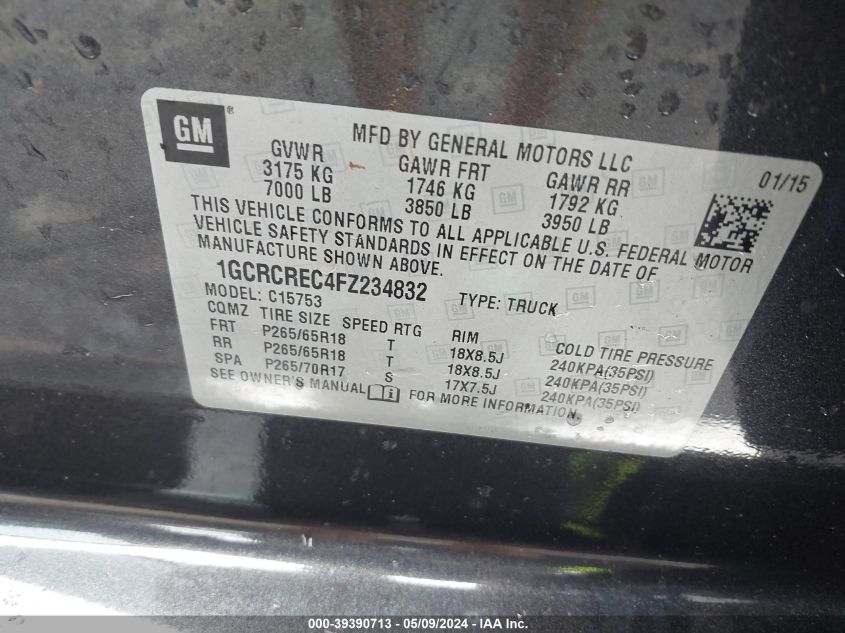 GM ® MFD BY GENERAL MOTORS LLC 01/15
GVWR GAWR FRT GAWR RR
3175 KG 1746 KG 1792 KG
7000 LB 3850 LB 3950 LB
THIS VEHICLE CONFORMS TO ALL APPLICABLE U.S. FEDERAL MOTOR
VEHICLE SAFETY STANDARDS IN EFFECT ON THE DATE OF
MANUFACTURE SHOWN ABOVE.
1GCRCREC4FZ234832 TYPE: TRUCK
MODEL: C15753
CQMZ TIRE SIZE SPEED RTG RIM COLD TIRE PRESSURE
FRT P265/65R18 T 18X8.5J 240KPA(35PSI)
RR P265/65R18 T 18X8.5J 240KPA(35PSI)
SPA P265/70R17 S 17X7.5J 240KPA(35PSI)
SEE OWNER'S MANUAL FOR MORE INFORMATION
000-39390713 - 05/09/2024 - IAA Inc.